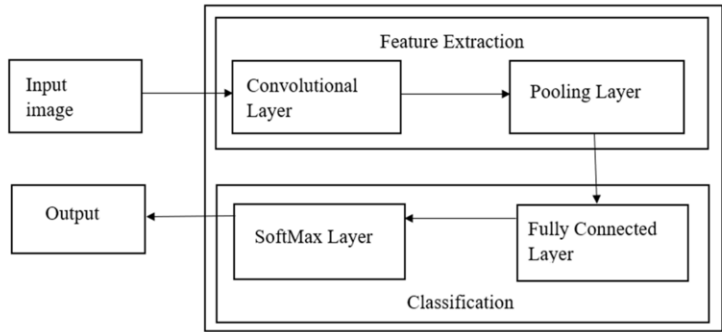 Feature Extraction
Input
image
Convolutional
Layer
Pooling Layer
Output
SoftMax Layer
Fully Connected
Layer
Classification